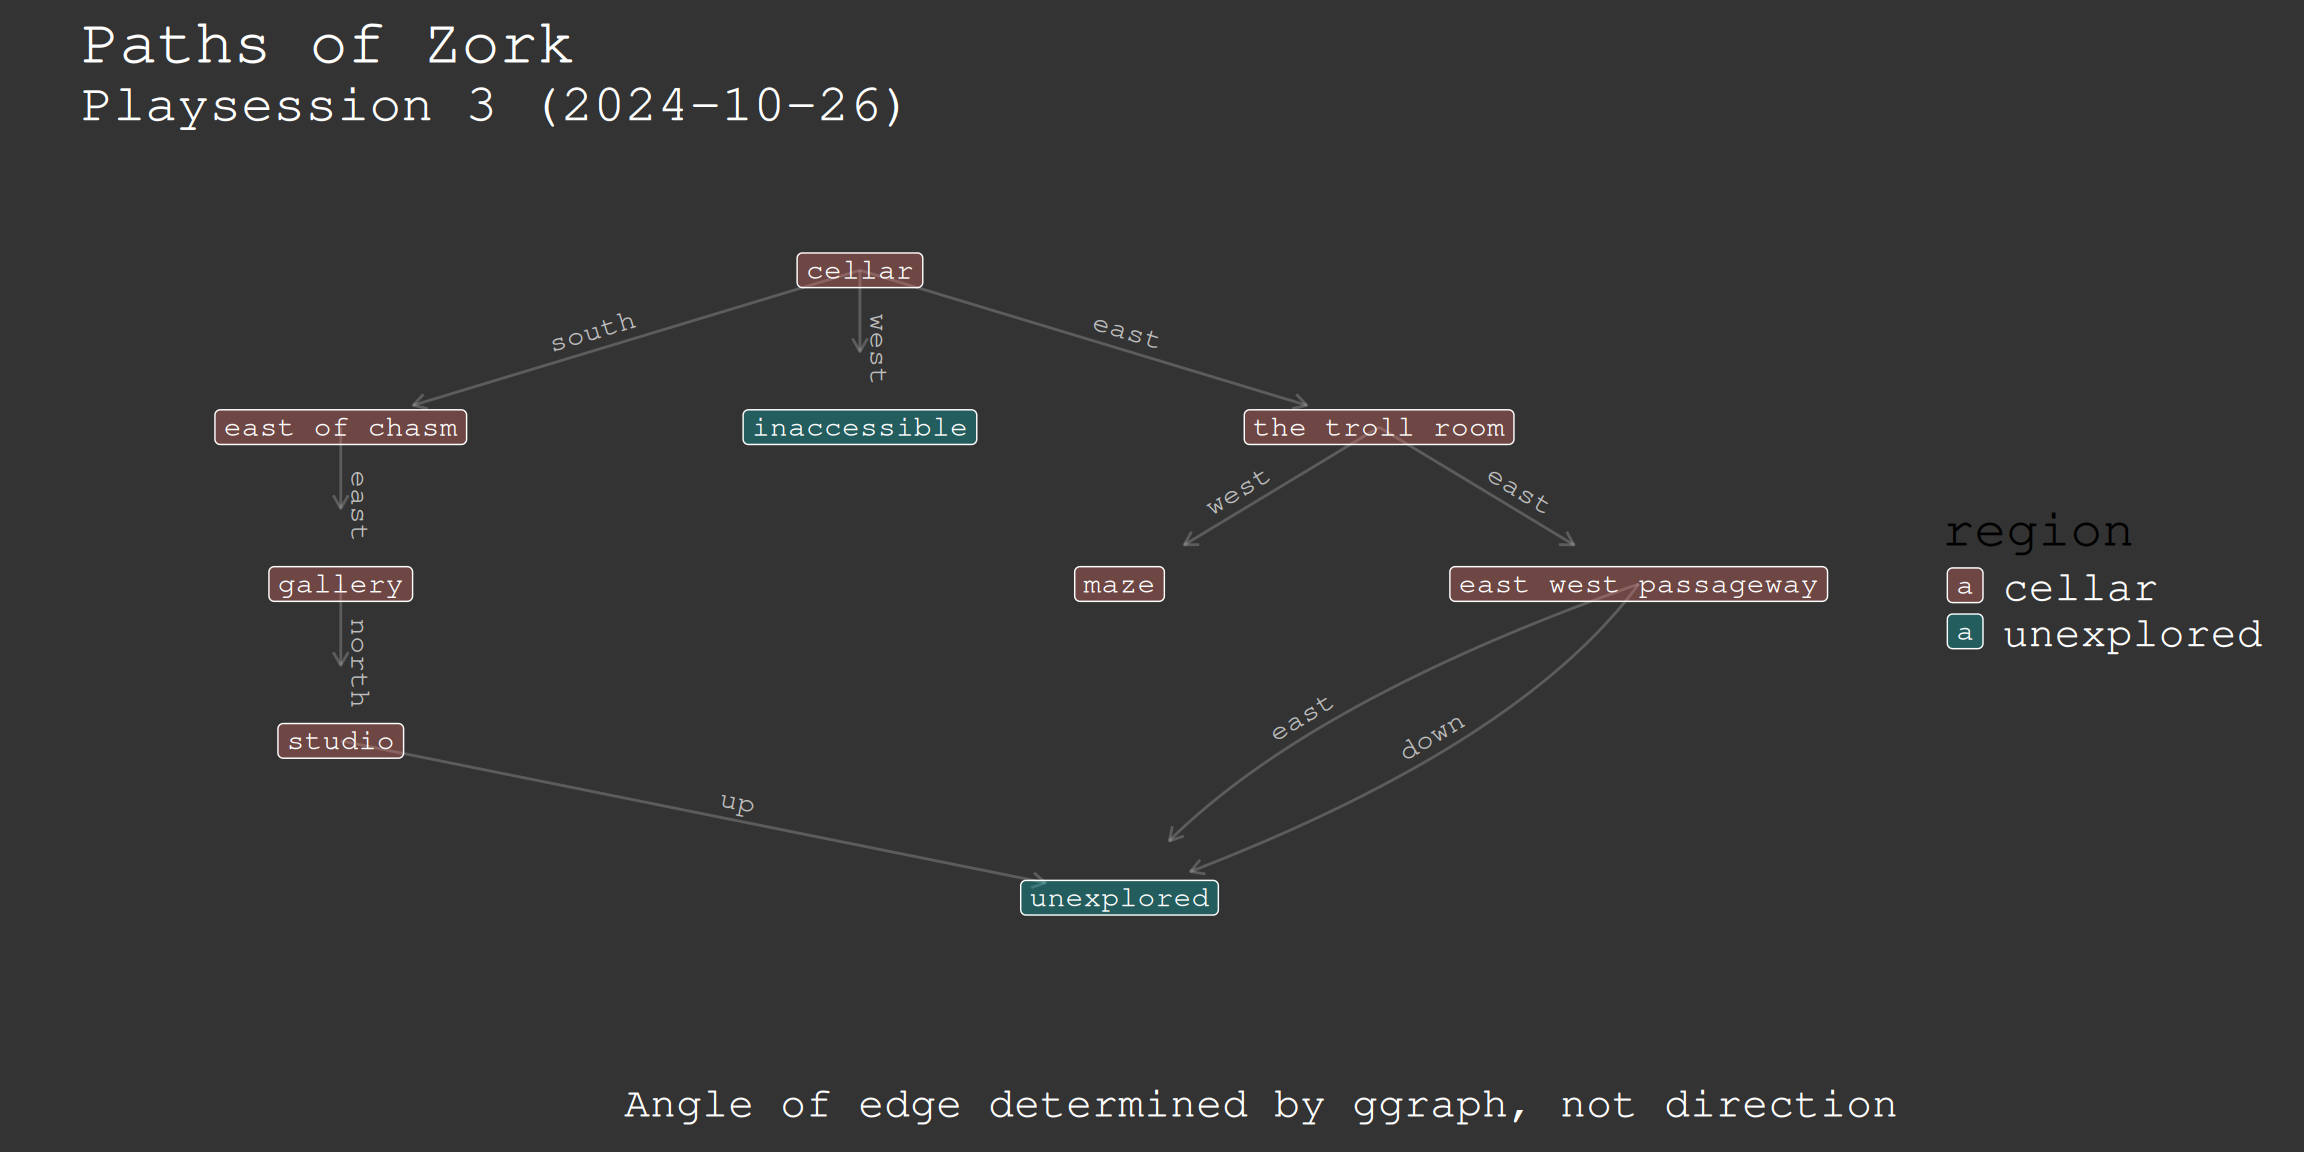 Paths of Zork
Playsession 3 (2024-10-26)
cellar
south
west
east
east of chasm
inaccessible
the troll room
east
west
east
gallery
maze
east west passageway
north
east
down
studio
up
unexplored
region
a cellar
a unexplored
Angle of edge determined by ggraph, not direction